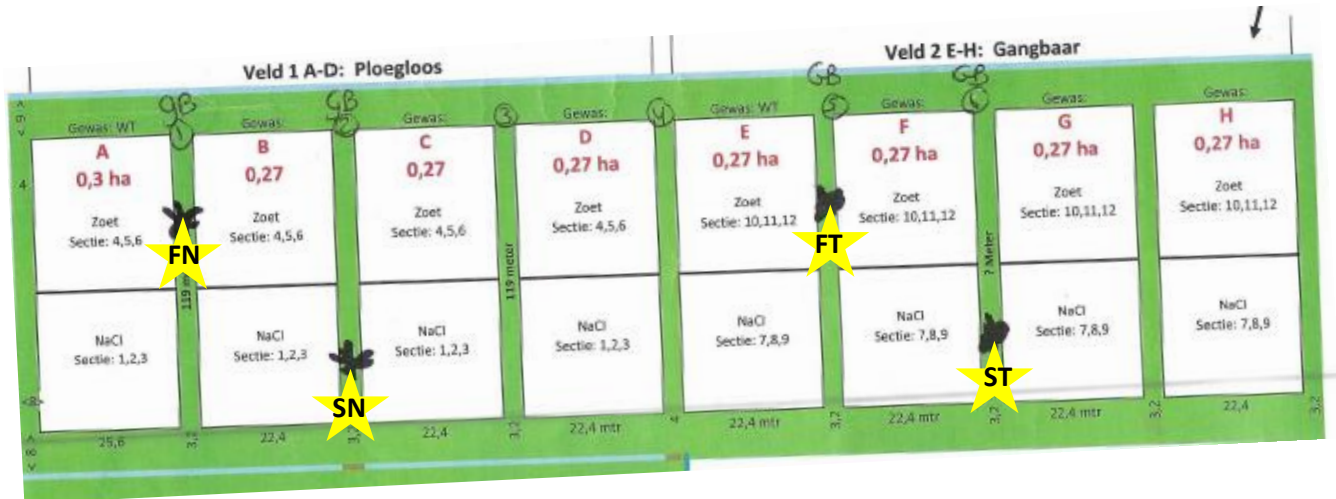 Veld 1 A-D: Ploegloos
Veld 2 E-H: Gangbaar
GB
GB
GB
GB
1
2
3
4
5
6
< 9 >
4
Gewas: WT
A
0,3 ha
Zoet
Sectie: 4,5,6
NaCl
Sectie: 1,2,3
25,6
Gewas:
B
0,27
Zoet
Sectie: 4,5,6
NaCl
Sectie: 1,2,3
22,4
Gewas:
C
0,27
Zoet
Sectie: 4,5,6
NaCl
Sectie: 1,2,3
22,4
Gewas:
D
0,27 ha
Zoet
Sectie: 4,5,6
NaCl
Sectie: 1,2,3
22,4 mtr
Gewas: WT
E
0,27 ha
Zoet
Sectie: 10,11,12
NaCl
Sectie: 7,8,9
22,4 mtr
Gewas:
F
0,27 ha
Zoet
Sectie: 10,11,12
NaCl
Sectie: 7,8,9
22,4 mtr
Gewas:
G
0,27 ha
Zoet
Sectie: 10,11,12
NaCl
Sectie: 7,8,9
22,4 mtr
Gewas:
H
0,27 ha
Zoet
Sectie: 10,11,12
NaCl
Sectie: 7,8,9
22,4
FN
SN
FT
ST
119 m
119 meter
? Meter
3,2
3,2
4
3,2
3,2
3,2
3,2
< 8 >